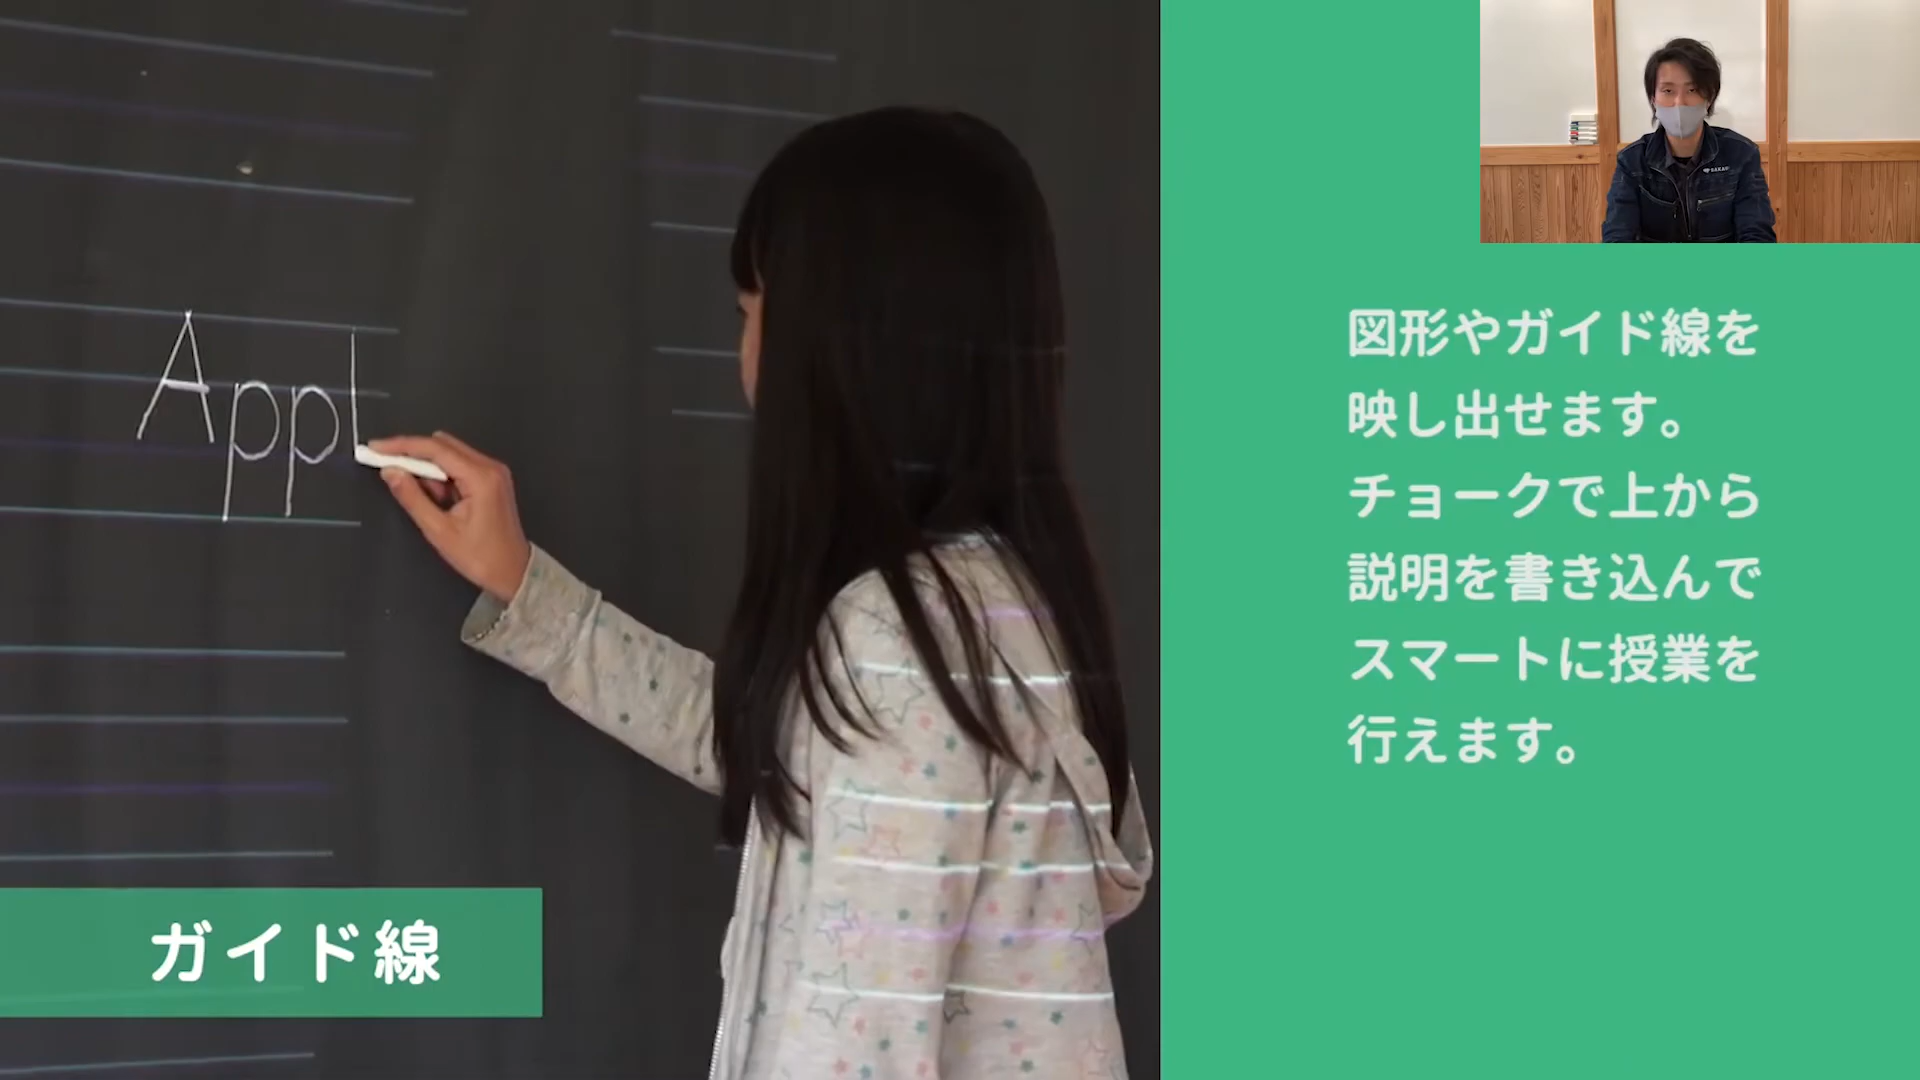 Appl
図形やガイド線を
映し出せます。
チョークで上から
説明を書き込んで
スマートに授業を
行えます。
ガイド線